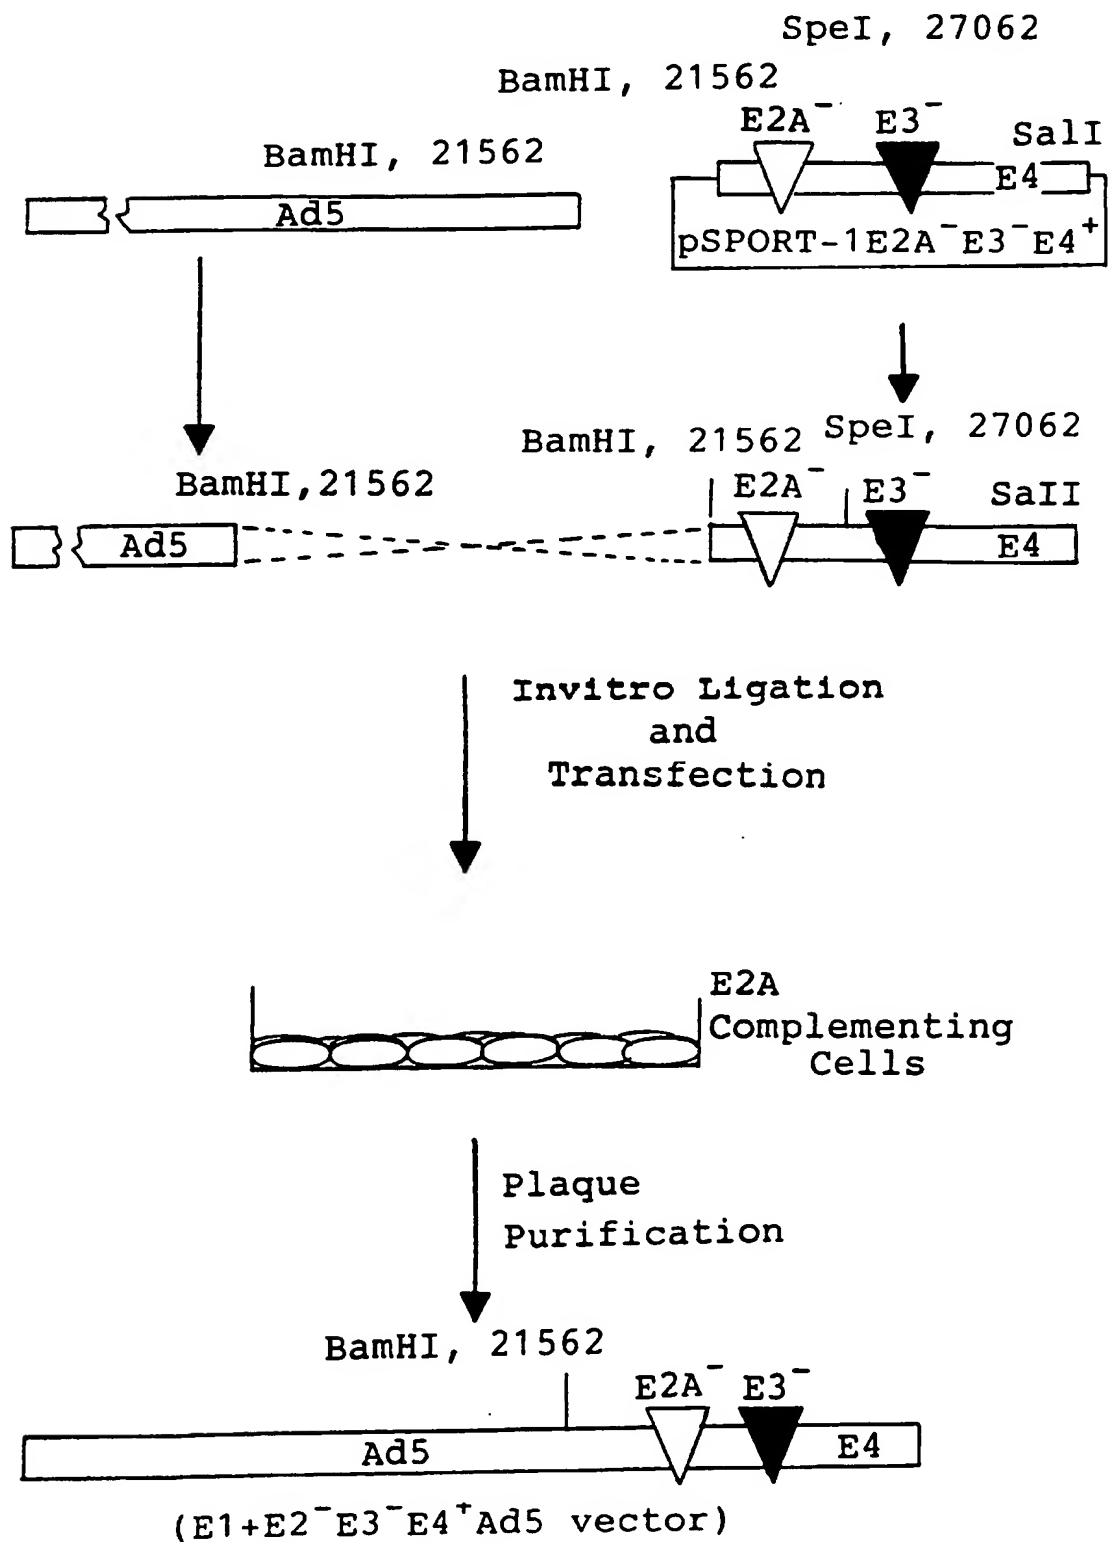 SpeI, 27062
BamHI, 21562
E2A⁻ E3⁻
SalI
BamHI, 21562
Ad5
E4
pSPORT-1E2A⁻E3⁻E4⁺
BamHI, 21562 SpeI, 27062
BamHI,21562
E2A⁻ E3⁻ SaII
Ad5
E4
Invitro Ligation
and
Transfection
E2A
Complementing
Cells
Plaque
Purification
BamHI, 21562
E2A⁻ E3⁻
Ad5
E4
(E1+E2⁻E3⁻E4⁺Ad5 vector)